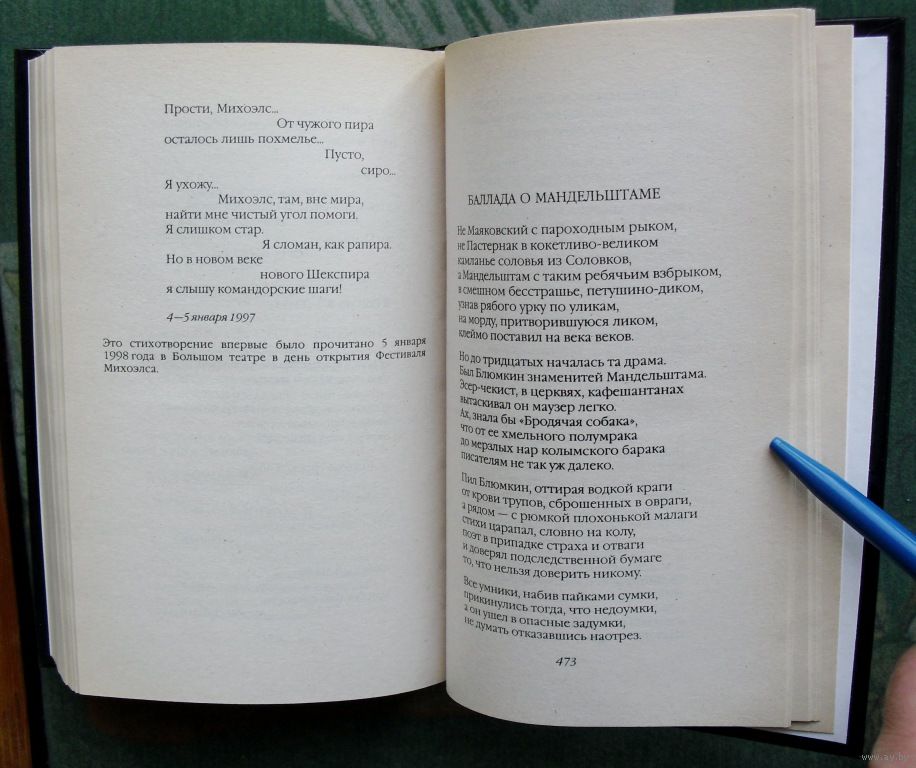 Прости, Михоэлс...
От чужого пира
осталось лишь похмелье...
Пусто,
сиро...
Я ухожу...
Михоэлс, там, вне мира,
найти мне чистый угол помоги.
Я слишком стар.
Я сломан, как рапира.
Но в новом веке
нового Шекспира
я слышу командорские шаги!
4—5 января 1997
Это стихотворение впервые было прочитано 5 января
1998 года в Большом театре в день открытия Фестиваля
Михоэлса.
БАЛЛАДА О МАНДЕЛЬШТАМЕ
Не Маяковский с пароходным рыком,
не Пастернак в кокетливо-великом
камланье соловья из Соловков,
а Мандельштам с таким ребячьим взбрыком,
в смешном бесстрашье, петушино-диком,
узнав рябого урку по уликам,
на морду, притворившуюся ликом,
клеймо поставил на века веков.
Но до тридцатых началась та драма.
Был Блюмкин знаменитей Мандельштама.
Эсер-чекист, в церквях, кафешантанах
вытаскивал он маузер легко.
Ах, знала бы «Бродячая собака»,
что от ее хмельного полумрака
до мерзлых нар колымского барака
писателям не так уж далеко.
Пил Блюмкин, оттирая водкой краги
от крови трупов, сброшенных в овраги,
а рядом — с рюмкой плохонькой малаги
стихи царапал, словно на колу,
поэт в припадке страха и отваги
и доверял подследственной бумаге
то, что нельзя доверить никому.
Все умники, набив пайками сумки,
прикинулись тогда, что недоумки,
а он ушел в опасные задумки,
не думать отказавшись наотрез.
473
www.ay.by